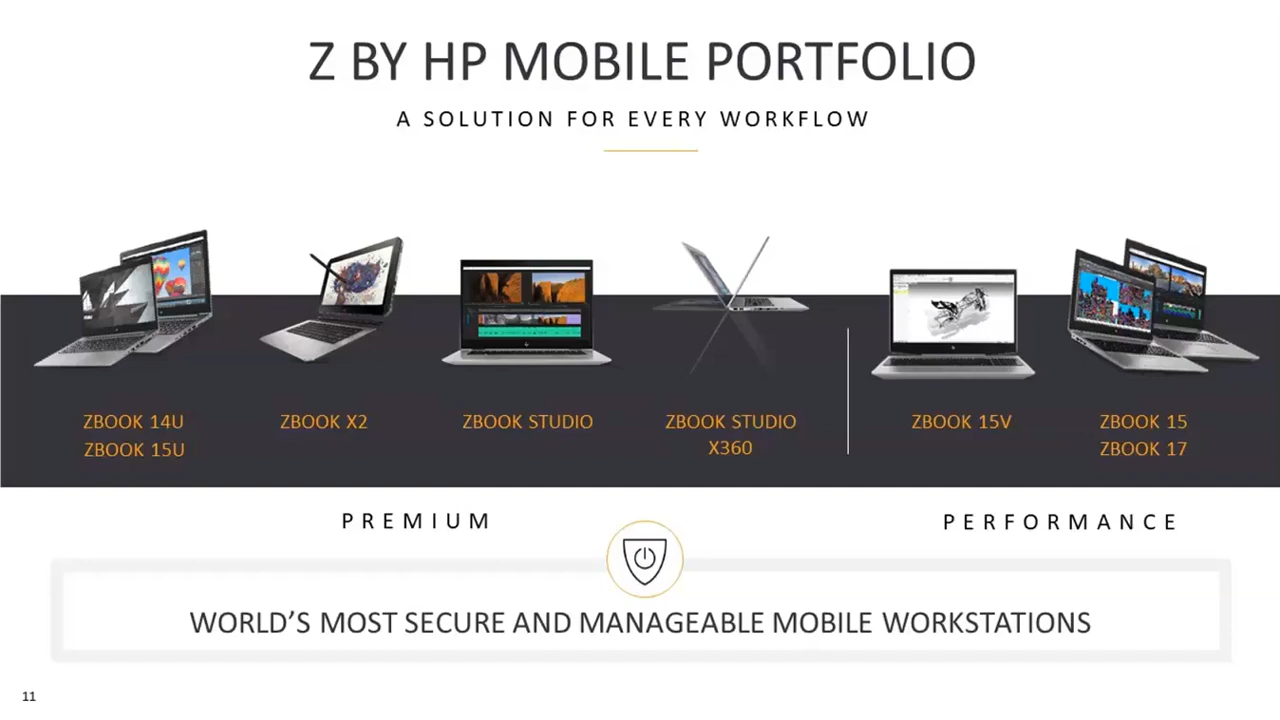 Z BY HP MOBILE PORTFOLIO
A SOLUTION FOR EVERY WORKFLOW
ZBOOK 14U
ZBOOK 15U
ZBOOK X2
ZBOOK STUDIO
ZBOOK STUDIO
X360
ZBOOK 15V
ZBOOK 15
ZBOOK 17
PREMIUM
PERFORMANCE
WORLD’S MOST SECURE AND MANAGEABLE MOBILE WORKSTATIONS
11